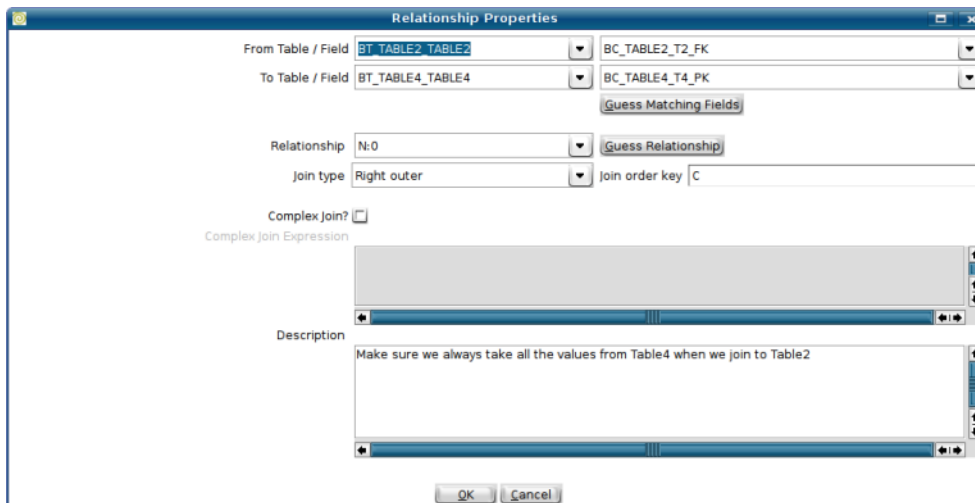 Relationship Properties
From Table / Field BT_TABLE2_TABLE2 BC_TABLE2_T2_FK
To Table / Field BT_TABLE4_TABLE4 BC_TABLE4_T4_PK
Guess Matching Fields
Relationship N:0 Guess Relationship
Join type Right outer Join order key C
Complex Join?
Complex Join Expression
Description
Make sure we always take all the values from Table4 when we join to Table2
OK Cancel